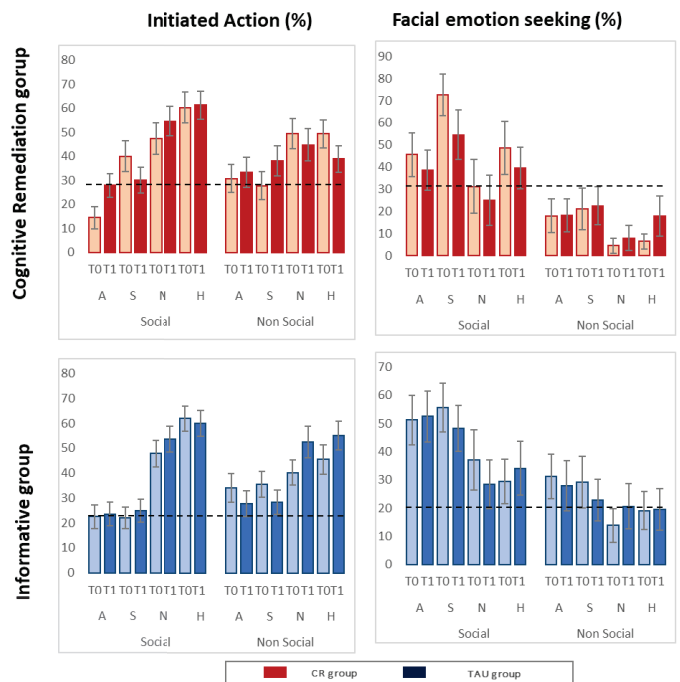 Initiated Action (%)
Facial emotion seeking (%)
Cognitive Remediation gorup
80
70
60
50
40
30
20
10
0
T0 T1 T0 T1 T0 T1 T0 T1 T0 T1 T0 T1 T0 T1 T0 T1
A S N H A S N H
Social Non Social
90
80
70
60
50
40
30
20
10
0
T0 T1 T0 T1 T0 T1 T0 T1 T0 T1 T0 T1 T0 T1 T0 T1
A S N H A S N H
Social Non Social
Informative group
80
70
60
50
40
30
20
10
0
T0 T1 T0 T1 T0 T1 T0 T1 T0 T1 T0 T1 T0 T1 T0 T1
A S N H A S N H
Social Non Social
70
60
50
40
30
20
10
0
T0 T1 T0 T1 T0 T1 T0 T1 T0 T1 T0 T1 T0 T1 T0 T1
A S N H A S N H
Social Non Social
CR group TAU group